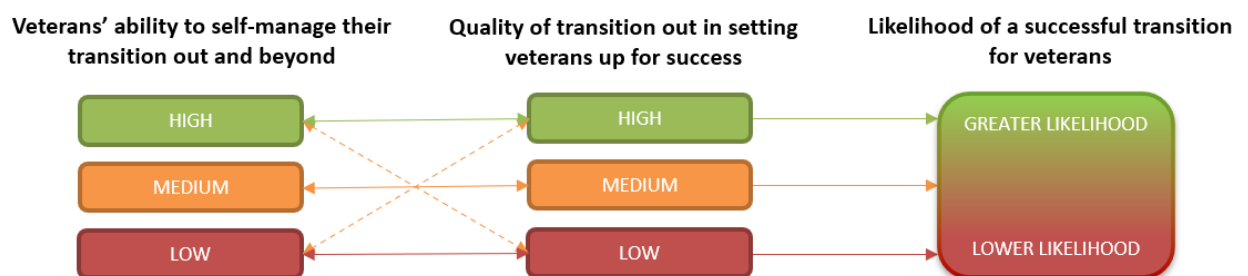 Veterans' ability to self-manage their
transition out and beyond
Quality of transition out in setting
veterans up for success
Likelihood of a successful transition
for veterans
HIGH
HIGH
GREATER LIKELIHOOD
MEDIUM
MEDIUM
LOW
LOW
LOWER LIKELIHOOD